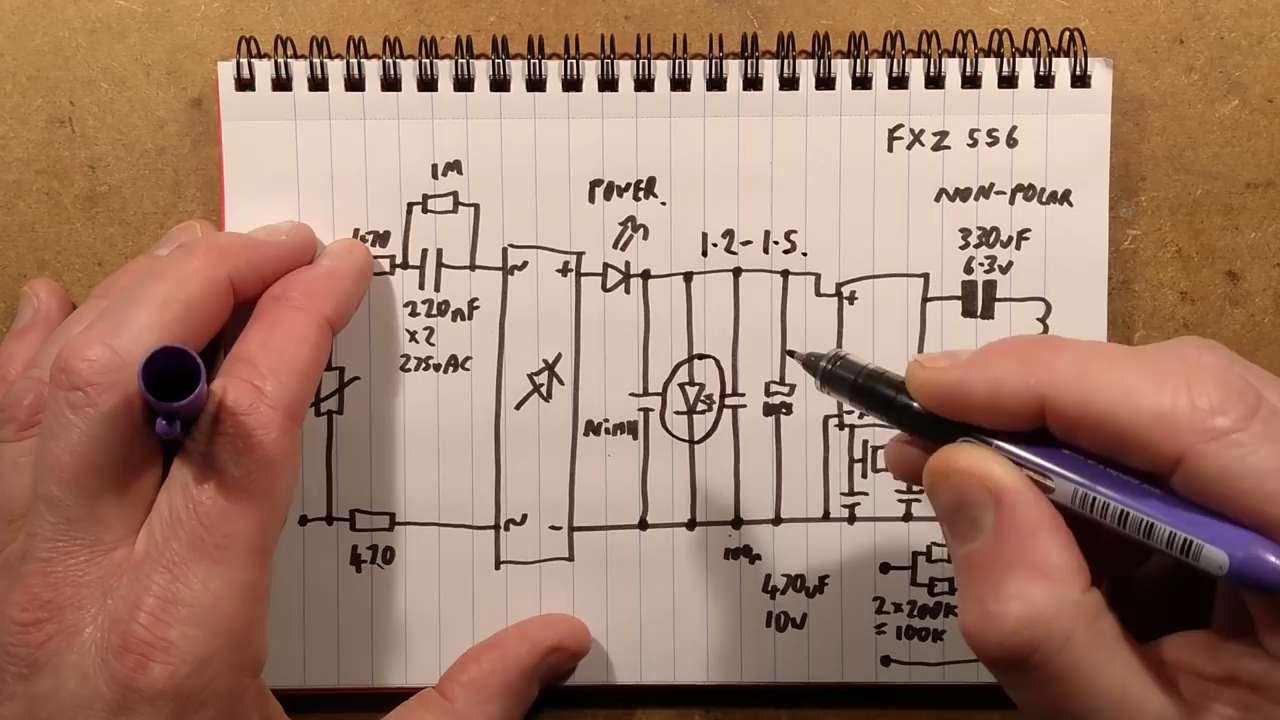 FXZ 556
1M
POWER.
NON-POLAR
470
1.2-1.5.
330uF
6.3v
+
+
220nF
X2
275vAC
NiMH
-
470
100n
470uF
10v
2x200K
= 100K